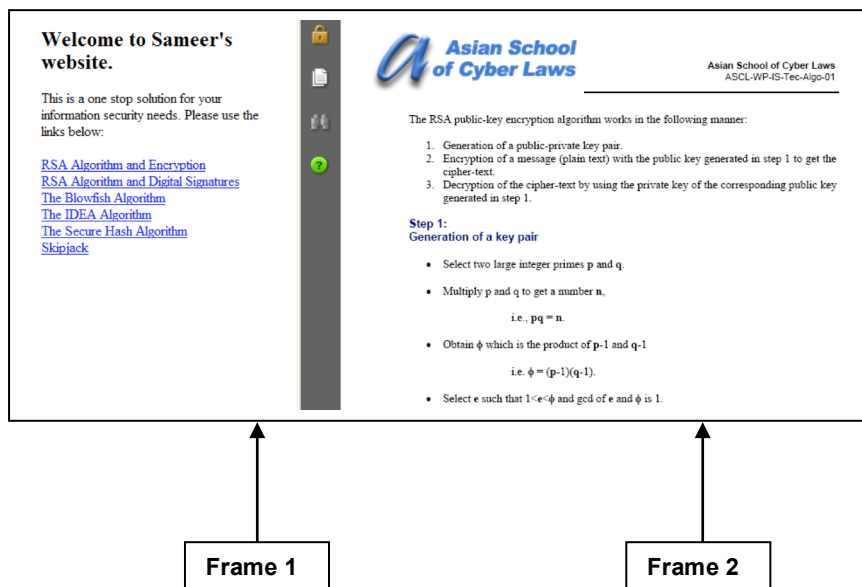 Welcome to Sameer's
website.
This is a one stop solution for your
information security needs. Please use the
links below:
RSA Algorithm and Encryption
RSA Algorithm and Digital Signatures
The Blowfish Algorithm
The IDEA Algorithm
The Secure Hash Algorithm
Skipjack
Asian School
of Cyber Laws
Asian School of Cyber Laws
ASCL-WP-IS-Tec-Algo-01
The RSA public-key encryption algorithm works in the following manner:
1. Generation of a public-private key pair.
2. Encryption of a message (plain text) with the public key generated in step 1 to get the
cipher-text.
3. Decryption of the cipher-text by using the private key of the corresponding public key
generated in step 1.
Step 1:
Generation of a key pair
• Select two large integer primes p and q.
• Multiply p and q to get a number n,
i.e., pq = n.
• Obtain ϕ which is the product of p-1 and q-1
i.e. ϕ = (p-1)(q-1).
• Select e such that 1<e<ϕ and gcd of e and ϕ is 1.
Frame 1
Frame 2